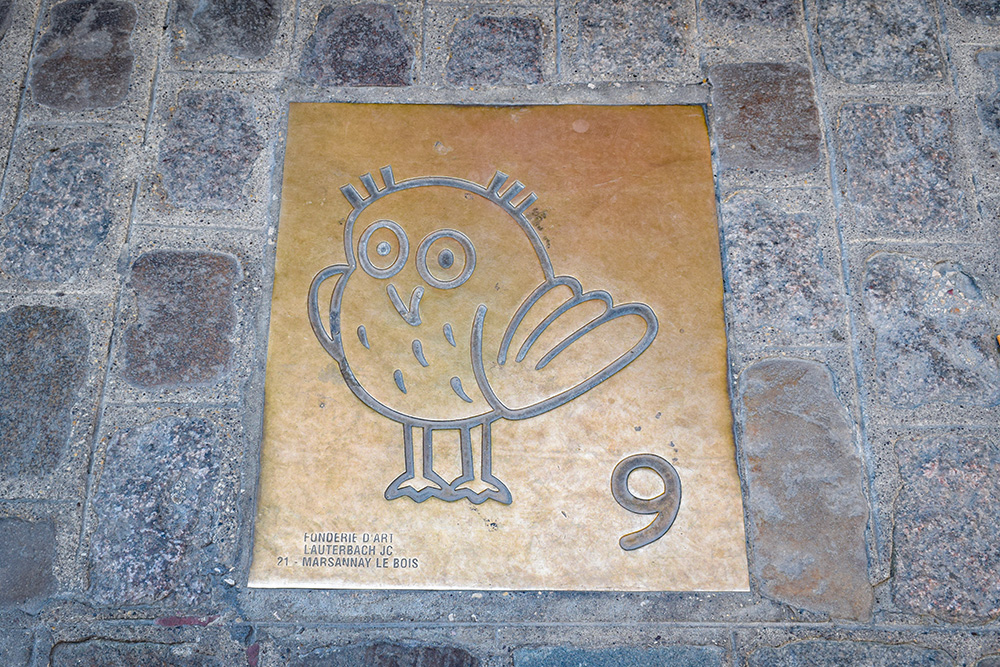 9
FONDERIE D'ART
LAUTERBACH JC
21 - MARSANNAY LE BOIS